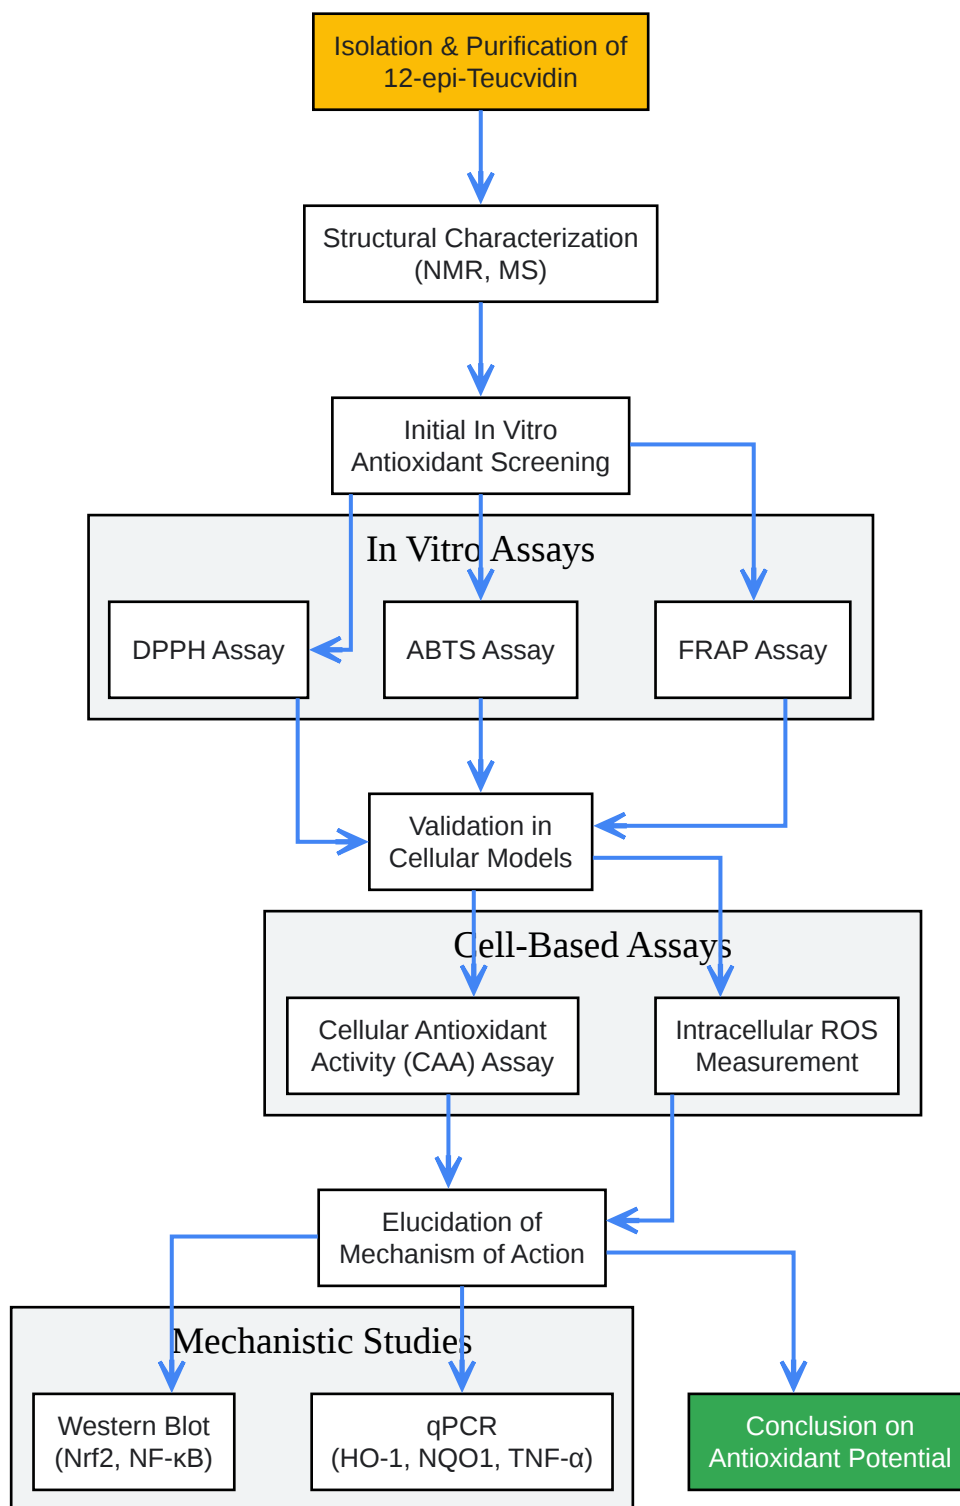 Isolation & Purification of
12-epi-Teucvidin
Structural Characterization
(NMR, MS)
Initial In Vitro
Antioxidant Screening
In Vitro Assays
DPPH Assay
ABTS Assay
FRAP Assay
Validation in
Cellular Models
Cell-Based Assays
Cellular Antioxidant
Activity (CAA) Assay
Intracellular ROS
Measurement
Elucidation of
Mechanism of Action
Mechanistic Studies
Western Blot
(Nrf2, NF-κB)
qPCR
(HO-1, NQO1, TNF-α)
Conclusion on
Antioxidant Potential